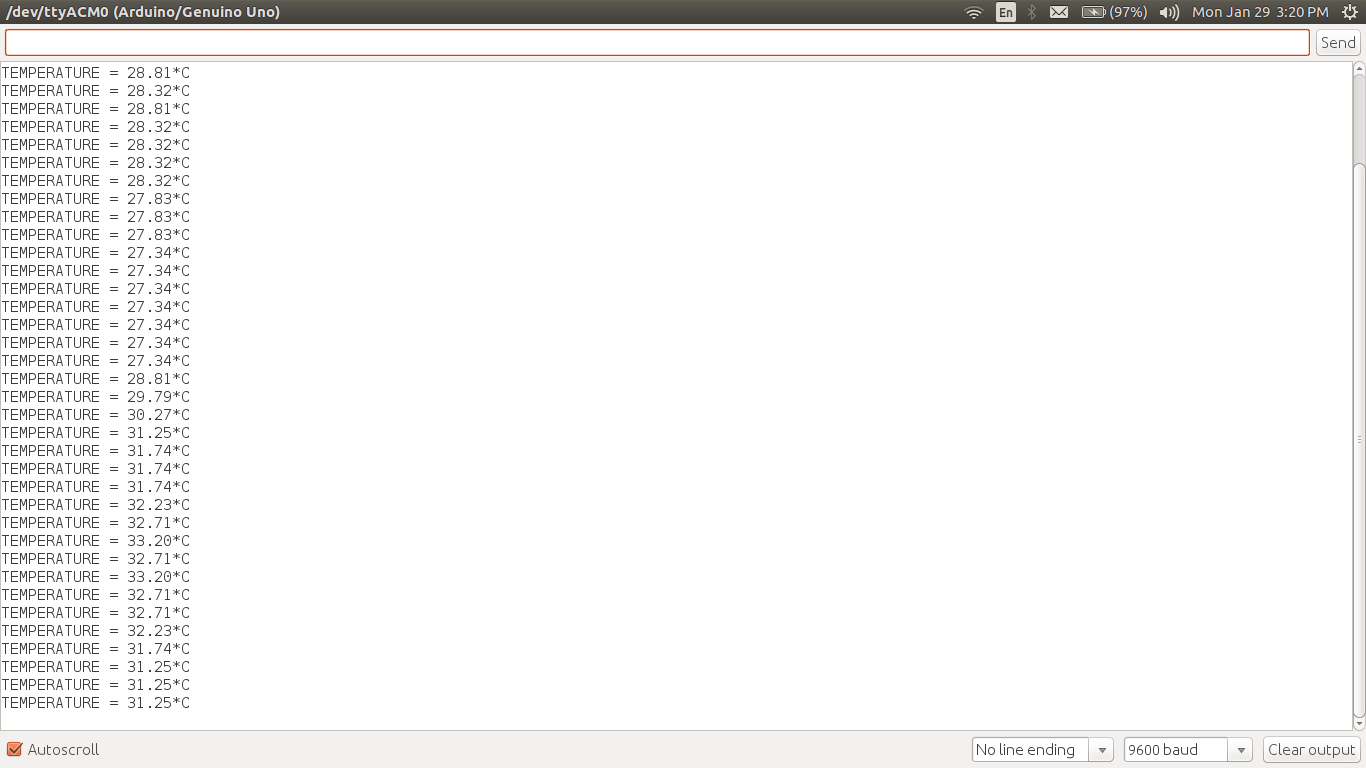 /dev/ttyACM0 (Arduino/Genuino Uno) En (97%) Mon Jan 29 3:20 PM
Send
TEMPERATURE = 28.81*C
TEMPERATURE = 28.32*C
TEMPERATURE = 28.81*C
TEMPERATURE = 28.32*C
TEMPERATURE = 28.32*C
TEMPERATURE = 28.32*C
TEMPERATURE = 28.32*C
TEMPERATURE = 27.83*C
TEMPERATURE = 27.83*C
TEMPERATURE = 27.83*C
TEMPERATURE = 27.34*C
TEMPERATURE = 27.34*C
TEMPERATURE = 27.34*C
TEMPERATURE = 27.34*C
TEMPERATURE = 27.34*C
TEMPERATURE = 27.34*C
TEMPERATURE = 27.34*C
TEMPERATURE = 28.81*C
TEMPERATURE = 29.79*C
TEMPERATURE = 30.27*C
TEMPERATURE = 31.25*C
TEMPERATURE = 31.74*C
TEMPERATURE = 31.74*C
TEMPERATURE = 31.74*C
TEMPERATURE = 32.23*C
TEMPERATURE = 32.71*C
TEMPERATURE = 33.20*C
TEMPERATURE = 32.71*C
TEMPERATURE = 33.20*C
TEMPERATURE = 32.71*C
TEMPERATURE = 32.71*C
TEMPERATURE = 32.23*C
TEMPERATURE = 31.74*C
TEMPERATURE = 31.25*C
TEMPERATURE = 31.25*C
TEMPERATURE = 31.25*C
Autoscroll No line ending 9600 baud Clear output